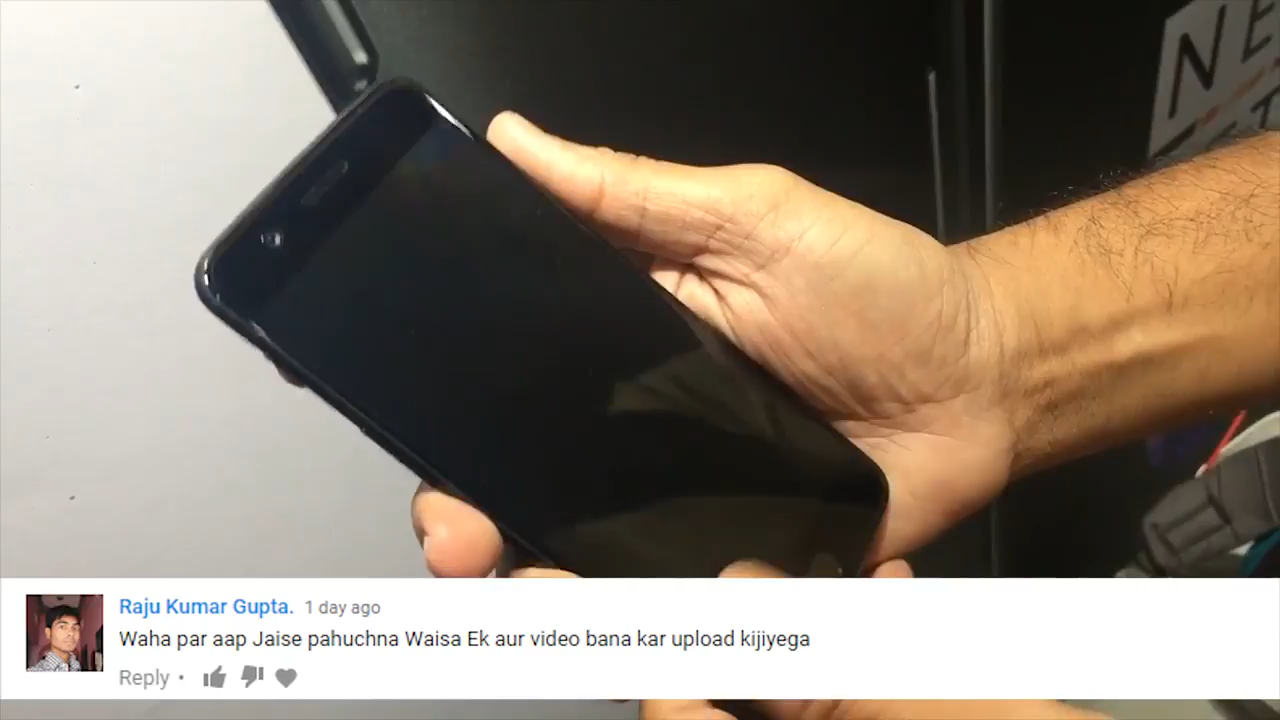 NE
Raju Kumar Gupta. 1 day ago
Waha par aap Jaise pahuchna Waisa Ek aur video bana kar upload kijiyega
Reply •